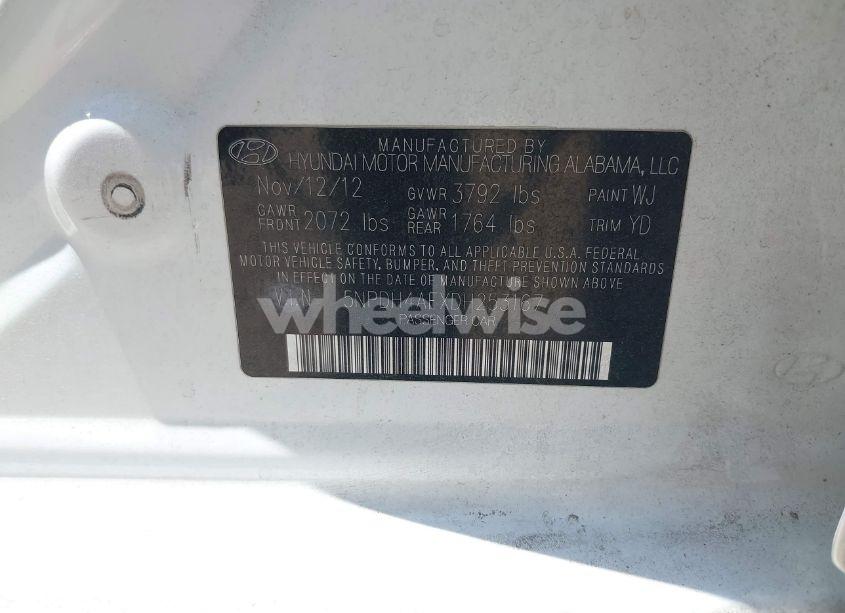 MANUFACTURED BY
HYUNDAI MOTOR MANUFACTURING ALABAMA, LLC
Nov/12/12 GVWR 3792 lbs PAINT WJ
GAWR FRONT 2072 lbs GAWR REAR 1764 lbs TRIM YD
THIS VEHICLE CONFORMS TO ALL APPLICABLE U.S.A. FEDERAL
MOTOR VEHICLE SAFETY, BUMPER, AND THEFT PREVENTION STANDARDS
IN EFFECT ON THE DATE OF MANUFACTURE SHOWN ABOVE
VIN
wheelwise
PASSENGER CAR